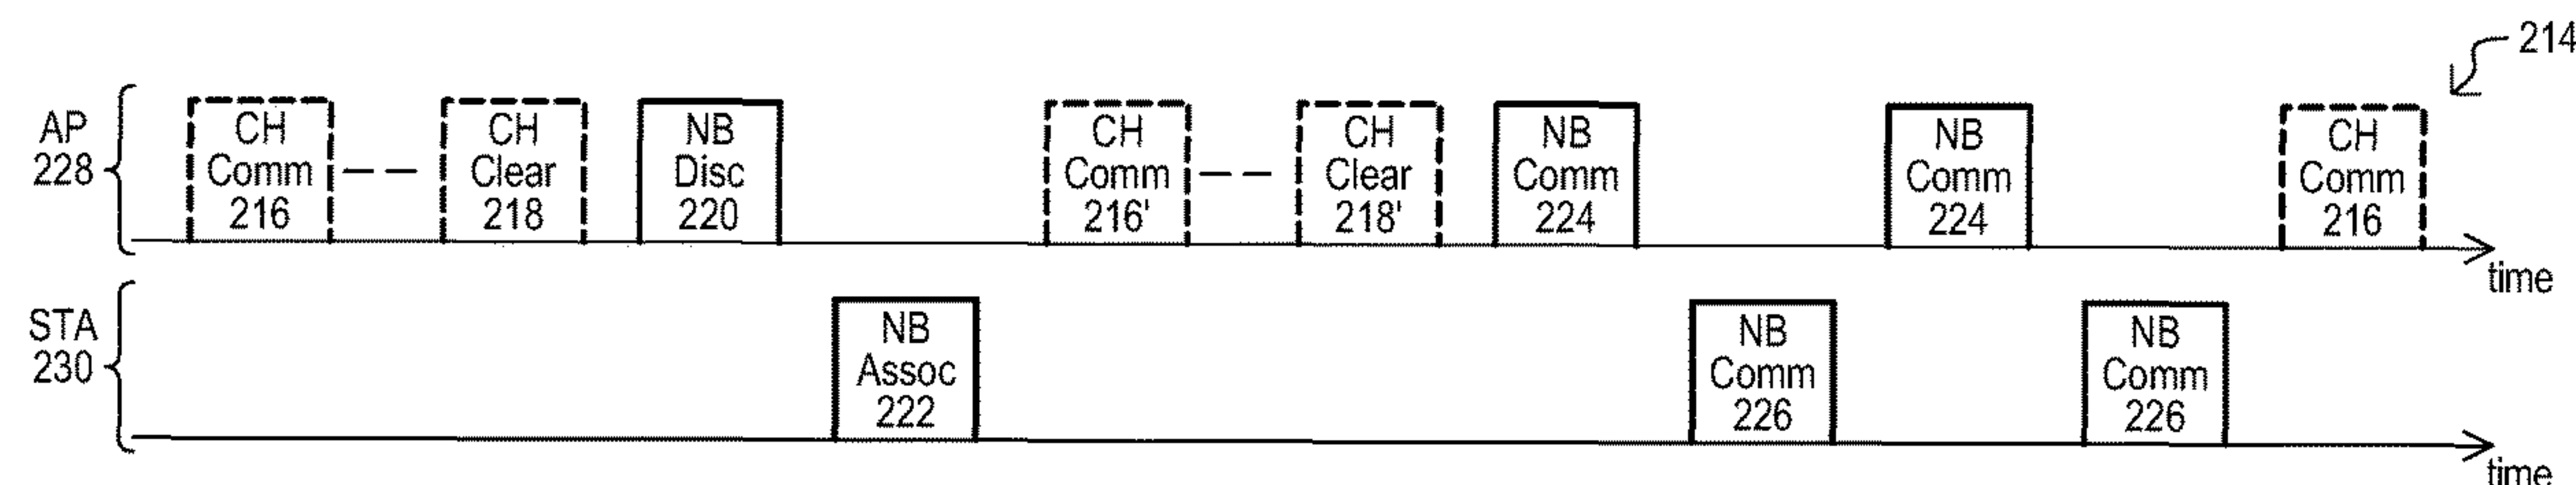 214
AP
228
CH
Comm
216
CH
Clear
218
NB
Disc
220
CH
Comm
216'
CH
Clear
218'
NB
Comm
224
NB
Comm
224
CH
Comm
216
time
STA
230
NB
Assoc
222
NB
Comm
226
NB
Comm
226
time